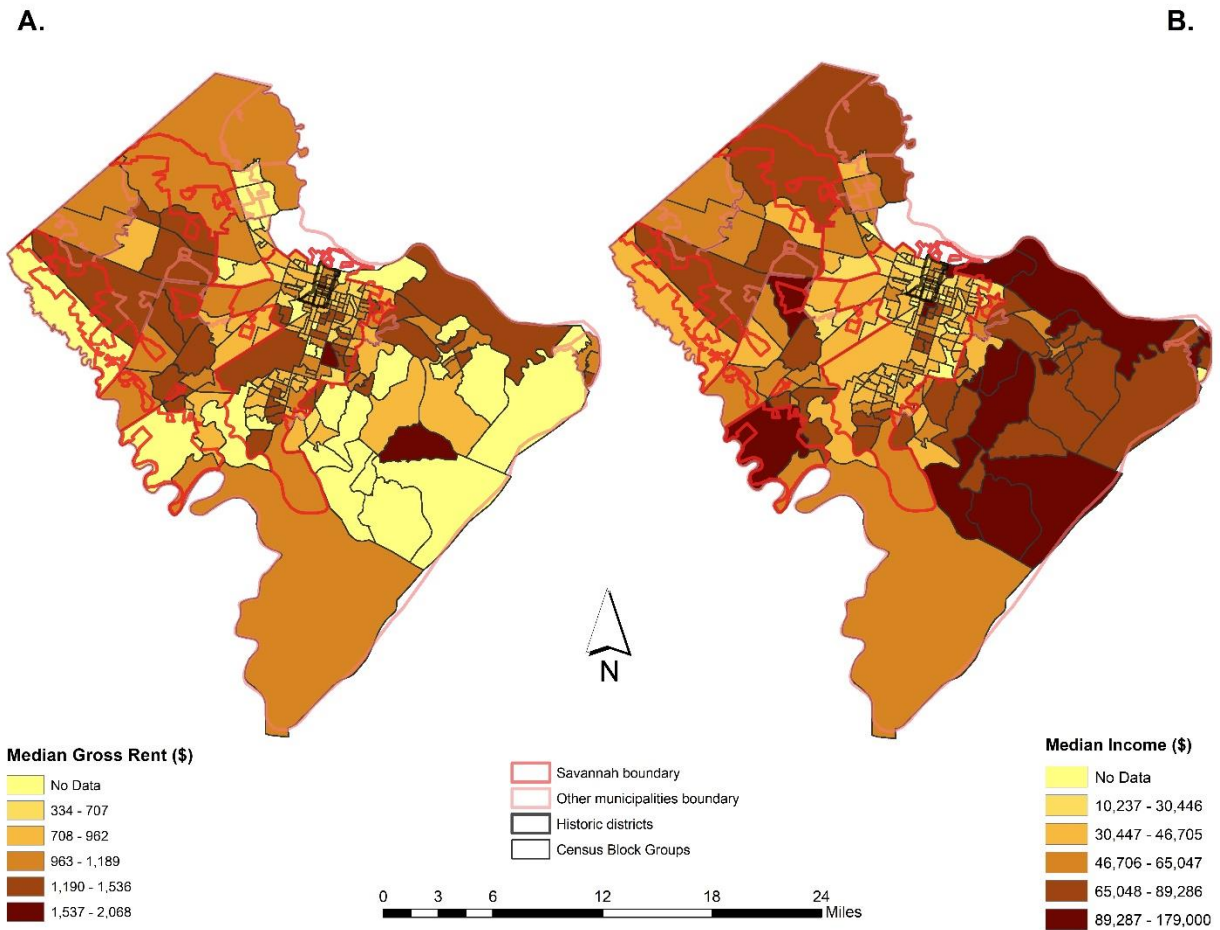 A.
B.
N
Median Gross Rent ($)
No Data
334 - 707
708 - 962
963 - 1,189
1,190 - 1,536
1,537 - 2,068
Savannah boundary
Other municipalities boundary
Historic districts
Census Block Groups
0 3 6 12 18 24
Miles
Median Income ($)
No Data
10,237 - 30,446
30,447 - 46,705
46,706 - 65,047
65,048 - 89,286
89,287 - 179,000